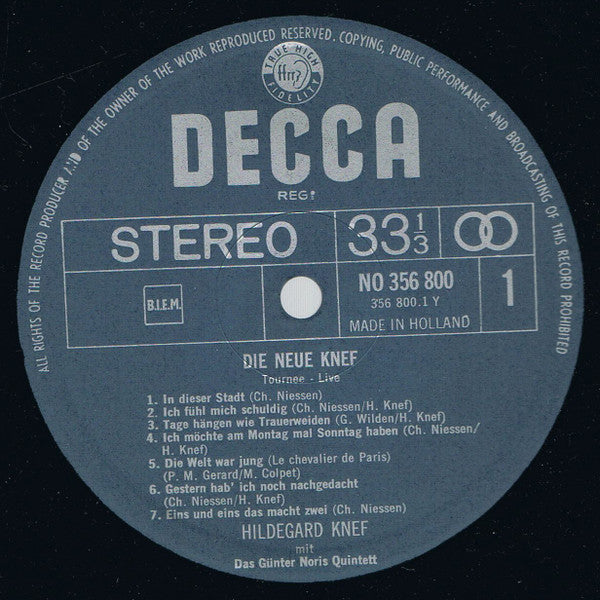 ALL RIGHTS OF THE RECORD PRODUCER AND OF THE OWNER OF THE WORK REPRODUCED RESERVED. COPYING, PUBLIC PERFORMANCE AND BROADCASTING OF THIS RECORD PROHIBITED
TRUE HIGH
ffrr
FIDELITY
DECCA
REGD
STEREO
33 1/3
NO 356 800
356 800.1 Y
1
B.I.E.M.
MADE IN HOLLAND
DIE NEUE KNEF
Tournee - Live
1. In dieser Stadt (Ch. Niessen)
2. Ich fühl mich schuldig (Ch. Niessen/H. Knef)
3. Tage hängen wie Trauerweiden (G. Wilden/H. Knef)
4. Ich möchte am Montag mal Sonntag haben (Ch. Niessen/
H. Knef)
5. Die Welt war jung (Le chevalier de Paris)
(P. M. Gerard/M. Colpet)
6. Gestern hab' ich noch nachgedacht
(Ch. Niessen/H. Knef)
7. Eins und eins das macht zwei (Ch. Niessen)
HILDEGARD KNEF
mit
Das Günter Noris Quintett